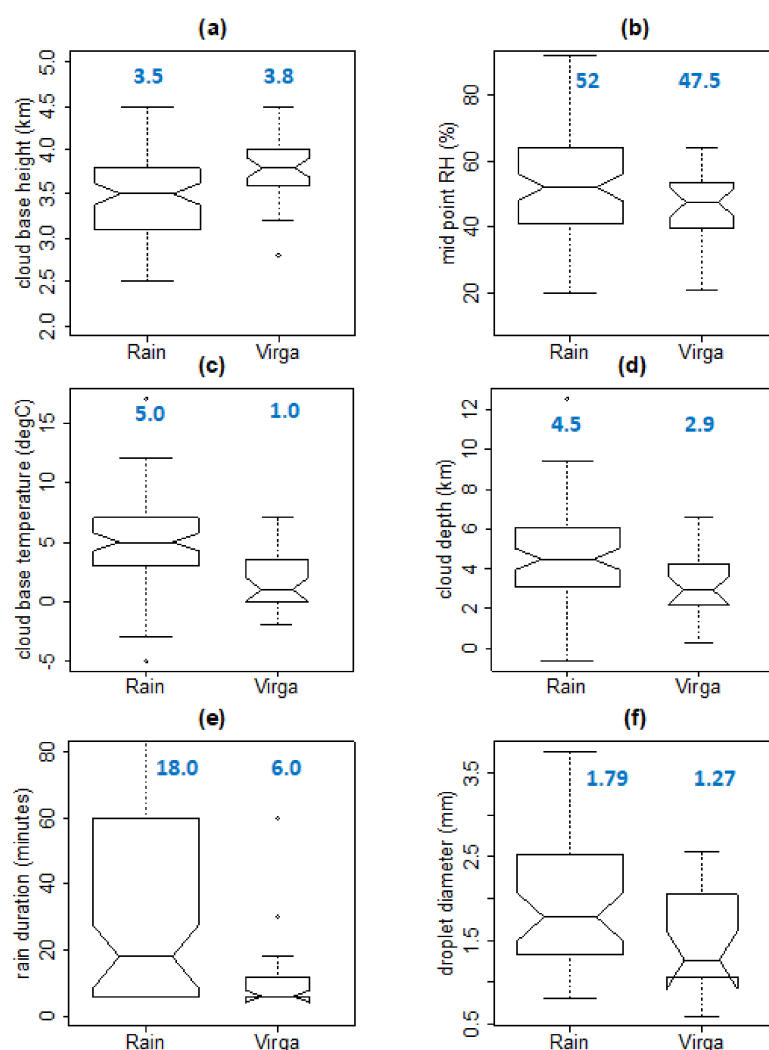 (a)
cloud base height (km)
5.0
4.5
4.0
3.5
3.0
2.5
2.0
3.5 3.8
Rain Virga
(b)
mid point RH (%)
80
60
40
20
52 47.5
Rain Virga
(c)
cloud base temperature (degC)
15
10
5
0
-5
5.0 1.0
Rain Virga
(d)
cloud depth (km)
12
10
8
6
4
2
0
4.5 2.9
Rain Virga
(e)
rain duration (minutes)
80
60
40
20
0
18.0 6.0
Rain Virga
(f)
droplet diameter (mm)
3.5
2.5
1.5
0.5
1.79 1.27
Rain Virga